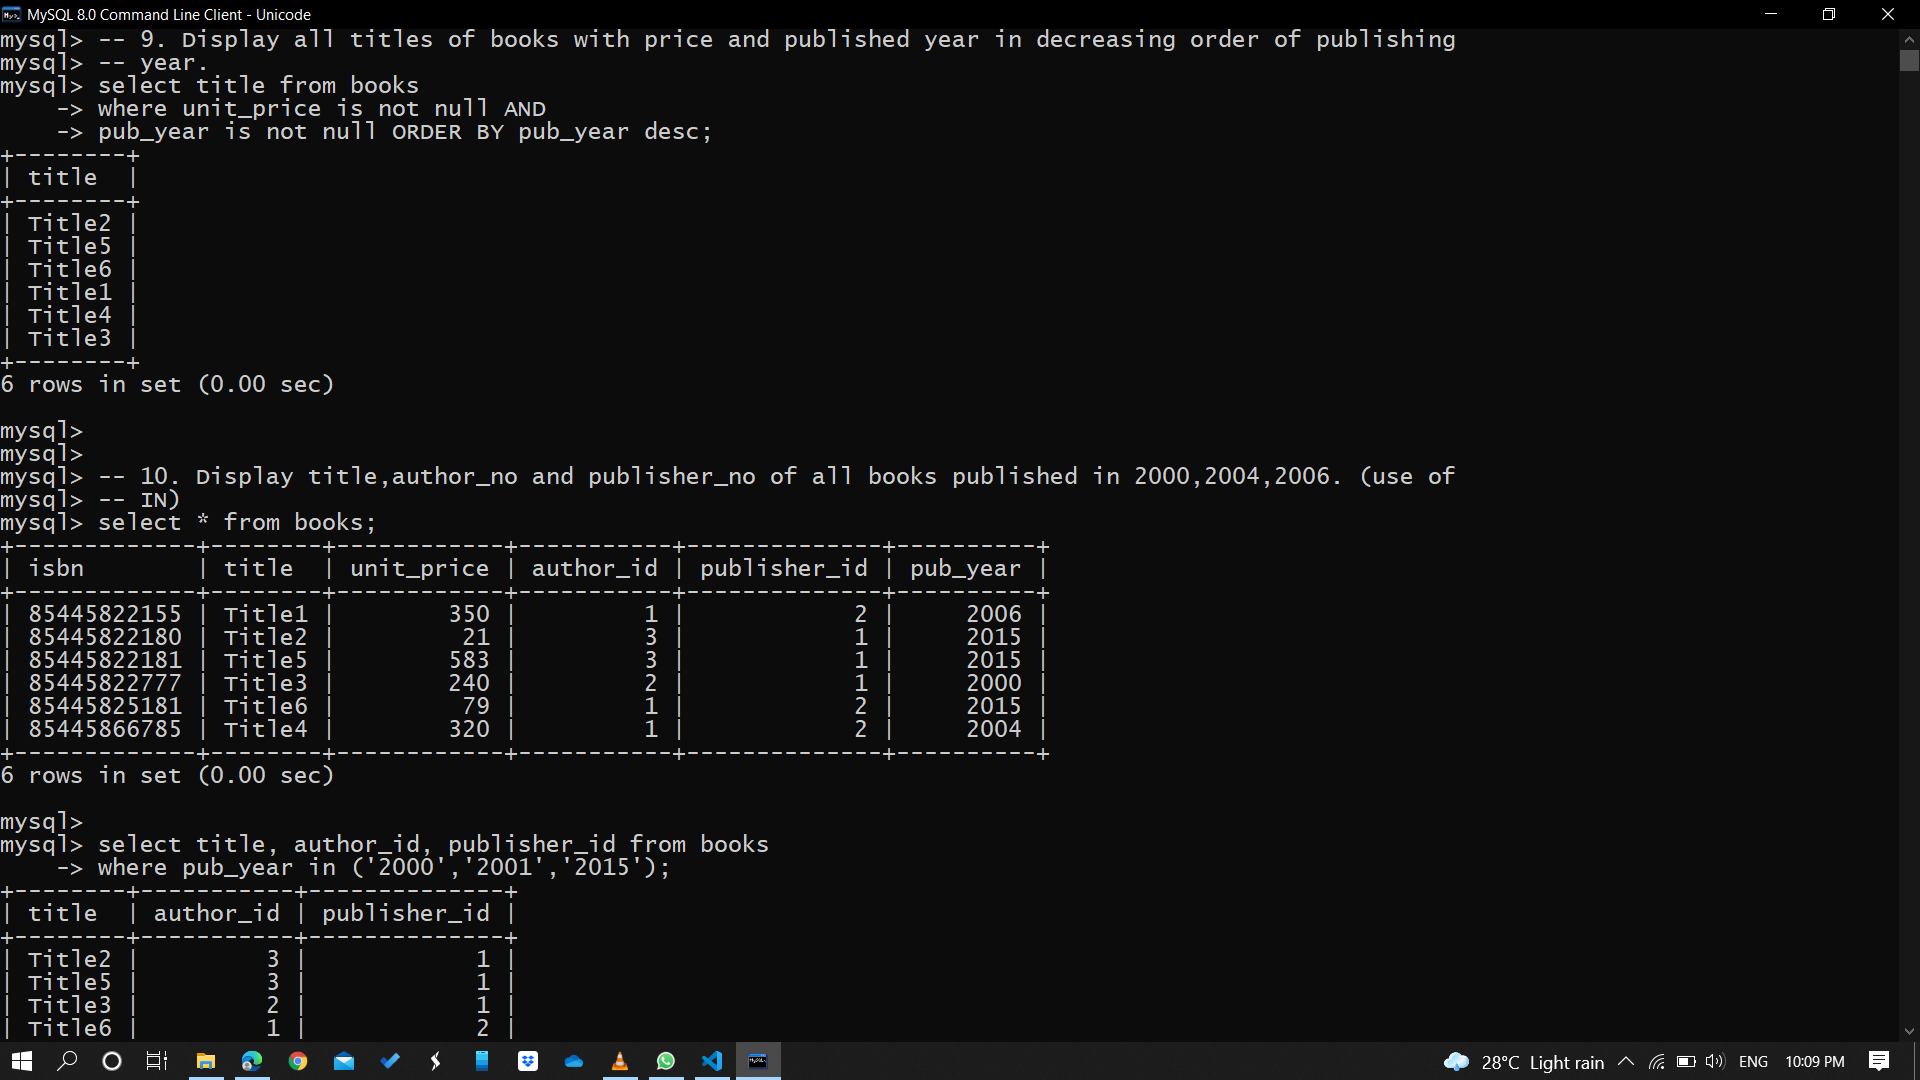 MySQL 8.0 Command Line Client - Unicode
mysql> -- 9. Display all titles of books with price and published year in decreasing order of publishing
mysql> -- year.
mysql> select title from books
    -> where unit_price is not null AND
    -> pub_year is not null ORDER BY pub_year desc;
+--------+
| title  |
+--------+
| Title2 |
| Title5 |
| Title6 |
| Title1 |
| Title4 |
| Title3 |
+--------+
6 rows in set (0.00 sec)
mysql>
mysql>
mysql> -- 10. Display title,author_no and publisher_no of all books published in 2000,2004,2006. (use of
mysql> -- IN)
mysql> select * from books;
+-------------+--------+------------+-----------+--------------+----------+
| isbn        | title  | unit_price | author_id | publisher_id | pub_year |
+-------------+--------+------------+-----------+--------------+----------+
| 85445822155 | Title1 |        350 |         1 |            2 |     2006 |
| 85445822180 | Title2 |         21 |         3 |            1 |     2015 |
| 85445822181 | Title5 |        583 |         3 |            1 |     2015 |
| 85445822777 | Title3 |        240 |         2 |            1 |     2000 |
| 85445825181 | Title6 |         79 |         1 |            2 |     2015 |
| 85445866785 | Title4 |        320 |         1 |            2 |     2004 |
+-------------+--------+------------+-----------+--------------+----------+
6 rows in set (0.00 sec)
mysql>
mysql> select title, author_id, publisher_id from books
    -> where pub_year in ('2000','2001','2015');
+--------+-----------+--------------+
| title  | author_id | publisher_id |
+--------+-----------+--------------+
| Title2 |         3 |            1 |
| Title5 |         3 |            1 |
| Title3 |         2 |            1 |
| Title6 |         1 |            2 |
28°C Light rain ENG 10:09 PM